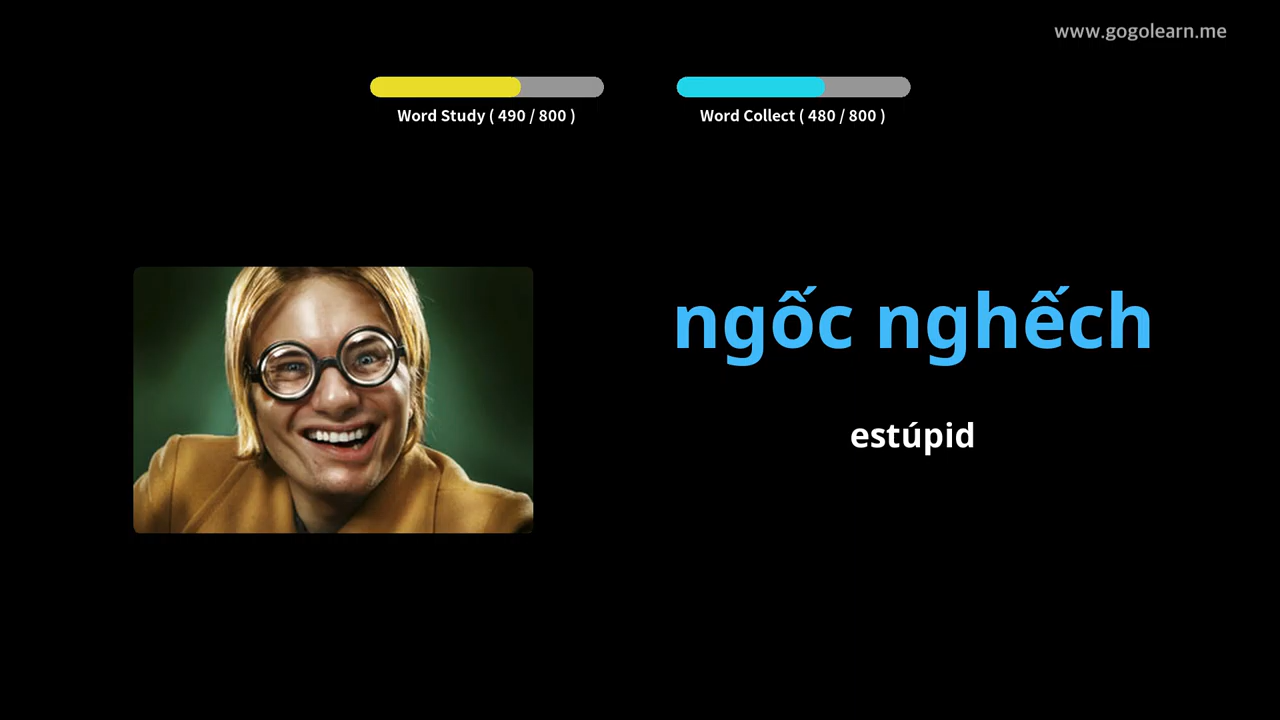 www.gogolearn.me
Word Study ( 490 / 800 )
Word Collect ( 480 / 800 )
ngốc nghếch
estúpid